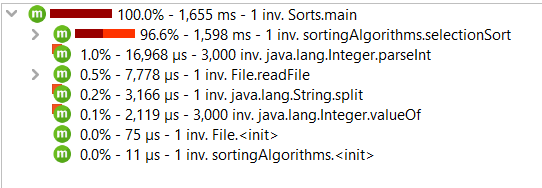 m 100.0% - 1,655 ms - 1 inv. Sorts.main
m 96.6% - 1,598 ms - 1 inv. sortingAlgorithms.selectionSort
m 1.0% - 16,968 µs - 3,000 inv. java.lang.Integer.parseInt
m 0.5% - 7,778 µs - 1 inv. File.readFile
m 0.2% - 3,166 µs - 1 inv. java.lang.String.split
m 0.1% - 2,119 µs - 3,000 inv. java.lang.Integer.valueOf
m 0.0% - 75 µs - 1 inv. File.<init>
m 0.0% - 11 µs - 1 inv. sortingAlgorithms.<init>